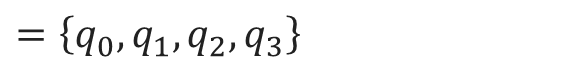 = {q₀, q₁, q₂, q₃}